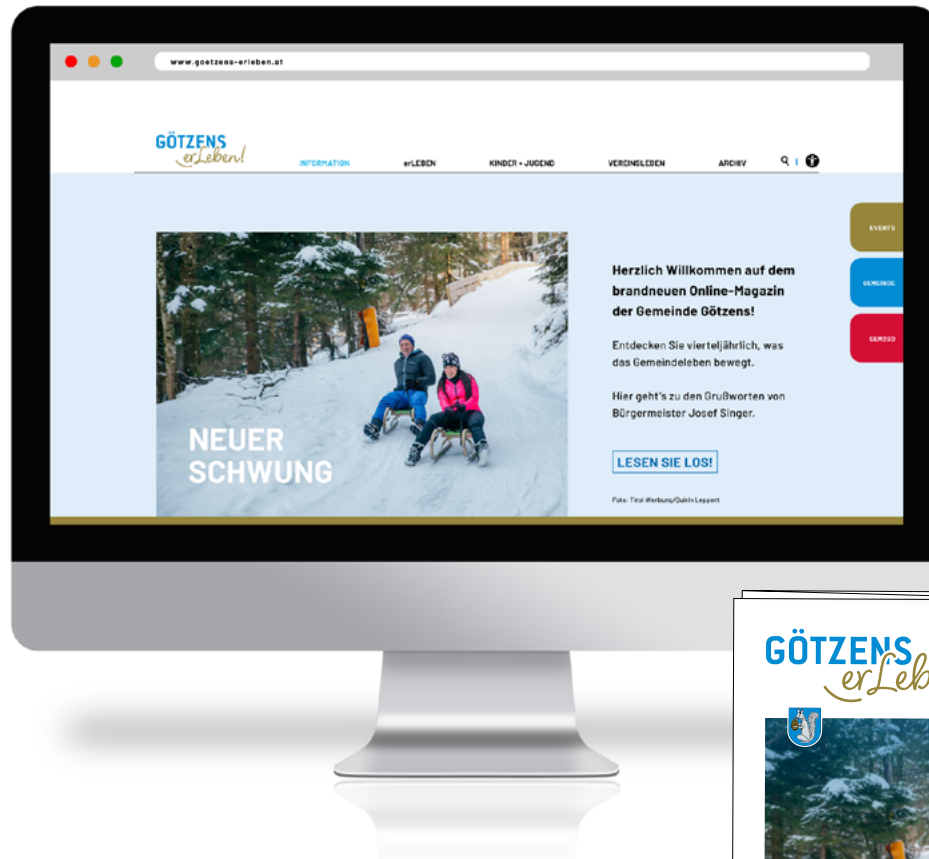 www.goetzens-erleben.at
GÖTZENS
erLeben!
INFORMATION
erLEBEN
KINDER + JUGEND
VEREINSLEBEN
ARCHIV
EVENTS
GEMEINDE
GEM2GO
NEUER
SCHWUNG
Herzlich Willkommen auf dem
brandneuen Online-Magazin
der Gemeinde Götzens!
Entdecken Sie vierteljährlich, was
das Gemeindeleben bewegt.
Hier geht's zu den Grußworten von
Bürgermeister Josef Singer.
LESEN SIE LOS!
Foto: Tirol Werbung/Quirin Leppert
GÖTZENS
erLeb